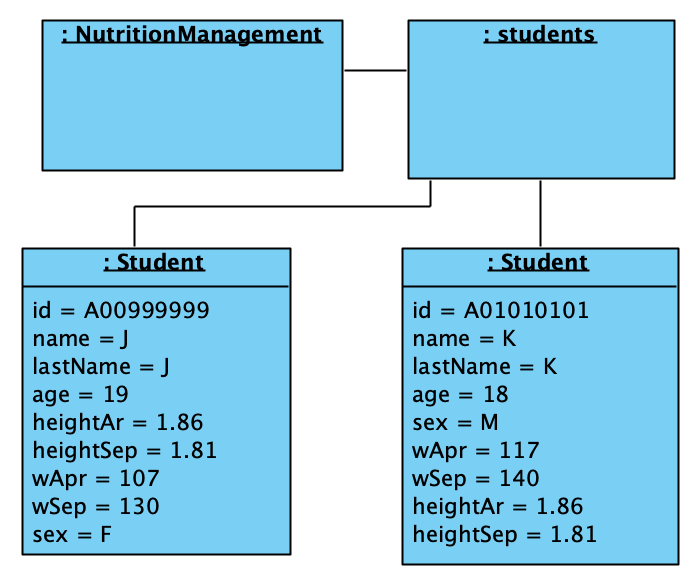 : NutritionManagement
: students
: Student
id = A00999999
name = J
lastName = J
age = 19
heightAr = 1.86
heightSep = 1.81
wApr = 107
wSep = 130
sex = F
: Student
id = A01010101
name = K
lastName = K
age = 18
sex = M
wApr = 117
wSep = 140
heightAr = 1.86
heightSep = 1.81